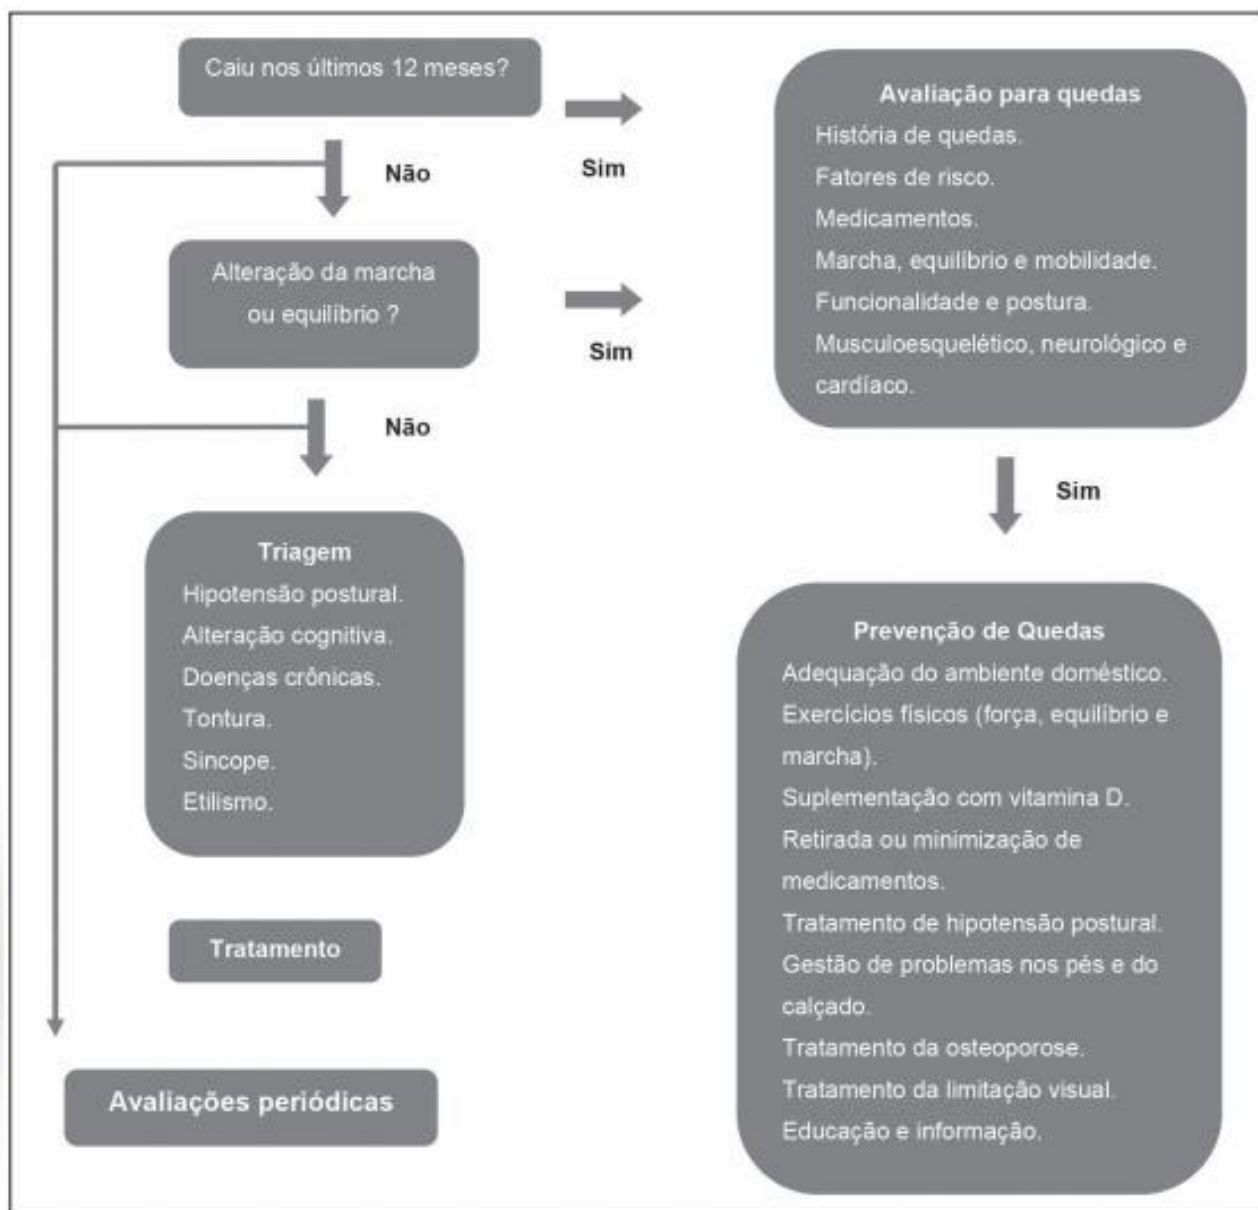 Caiu nos últimos 12 meses?
Não
Sim
Alteração da marcha
ou equilíbrio ?
Não
Sim
Triagem
Hipotensão postural.
Alteração cognitiva.
Doenças crônicas.
Tontura.
Sincope.
Etilismo.
Tratamento
Avaliações periódicas
Avaliação para quedas
História de quedas.
Fatores de risco.
Medicamentos.
Marcha, equilíbrio e mobilidade.
Funcionalidade e postura.
Musculoesquelético, neurológico e
cardíaco.
Sim
Prevenção de Quedas
Adequação do ambiente doméstico.
Exercícios físicos (força, equilíbrio e
marcha).
Suplementação com vitamina D.
Retirada ou minimização de
medicamentos.
Tratamento de hipotensão postural.
Gestão de problemas nos pés e do
calçado.
Tratamento da osteoporose.
Tratamento da limitação visual.
Educação e informação.